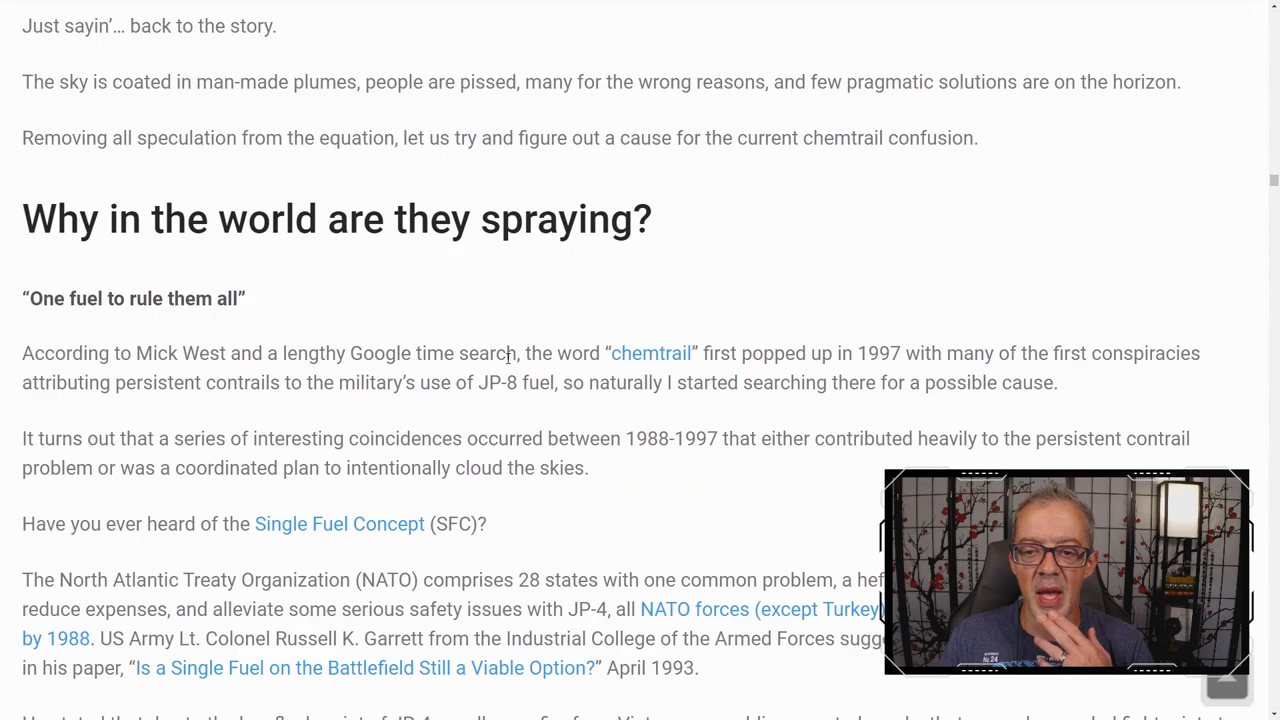 Just sayin’… back to the story.
The sky is coated in man-made plumes, people are pissed, many for the wrong reasons, and few pragmatic solutions are on the horizon.
Removing all speculation from the equation, let us try and figure out a cause for the current chemtrail confusion.
Why in the world are they spraying?
“One fuel to rule them all”
According to Mick West and a lengthy Google time search, the word “chemtrail” first popped up in 1997 with many of the first conspiracies
attributing persistent contrails to the military’s use of JP-8 fuel, so naturally I started searching there for a possible cause.
It turns out that a series of interesting coincidences occurred between 1988-1997 that either contributed heavily to the persistent contrail
problem or was a coordinated plan to intentionally cloud the skies.
Have you ever heard of the Single Fuel Concept (SFC)?
The North Atlantic Treaty Organization (NATO) comprises 28 states with one common problem, a
reduce expenses, and alleviate some serious safety issues with JP-4, all NATO forces (except Turkey)
by 1988. US Army Lt. Colonel Russell K. Garrett from the Industrial College of the Armed Forces
in his paper, “Is a Single Fuel on the Battlefield Still a Viable Option?” April 1993.